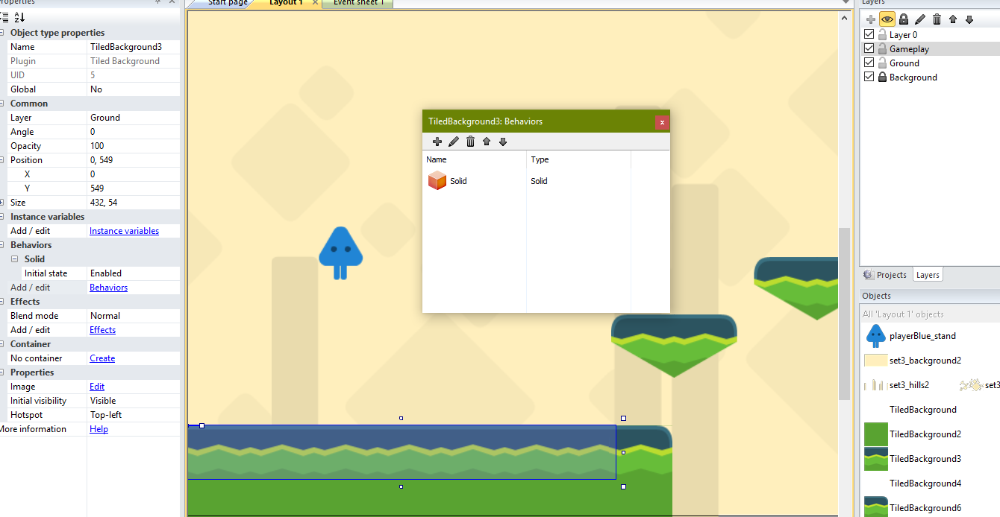 Properties
Object type properties
Name TiledBackground3
Plugin Tiled Background
UID 5
Global No
Common
Layer Ground
Angle 0
Opacity 100
Position 0, 549
X 0
Y 549
Size 432, 54
Instance variables
Add / edit Instance variables
Behaviors
Solid
Initial state Enabled
Add / edit Behaviors
Effects
Blend mode Normal
Add / edit Effects
Container
No container Create
Properties
Image Edit
Initial visibility Visible
Hotspot Top-left
More information Help
Start page Layout 1 Event sheet 1
TiledBackground3: Behaviors x
Name Type
Solid Solid
Layers
Layer 0
Gameplay
Ground
Background
Projects Layers
Objects
All 'Layout 1' objects
playerBlue_stand
set3_background2
set3_hills2 set3
TiledBackground
TiledBackground2
TiledBackground3
TiledBackground4
TiledBackground6